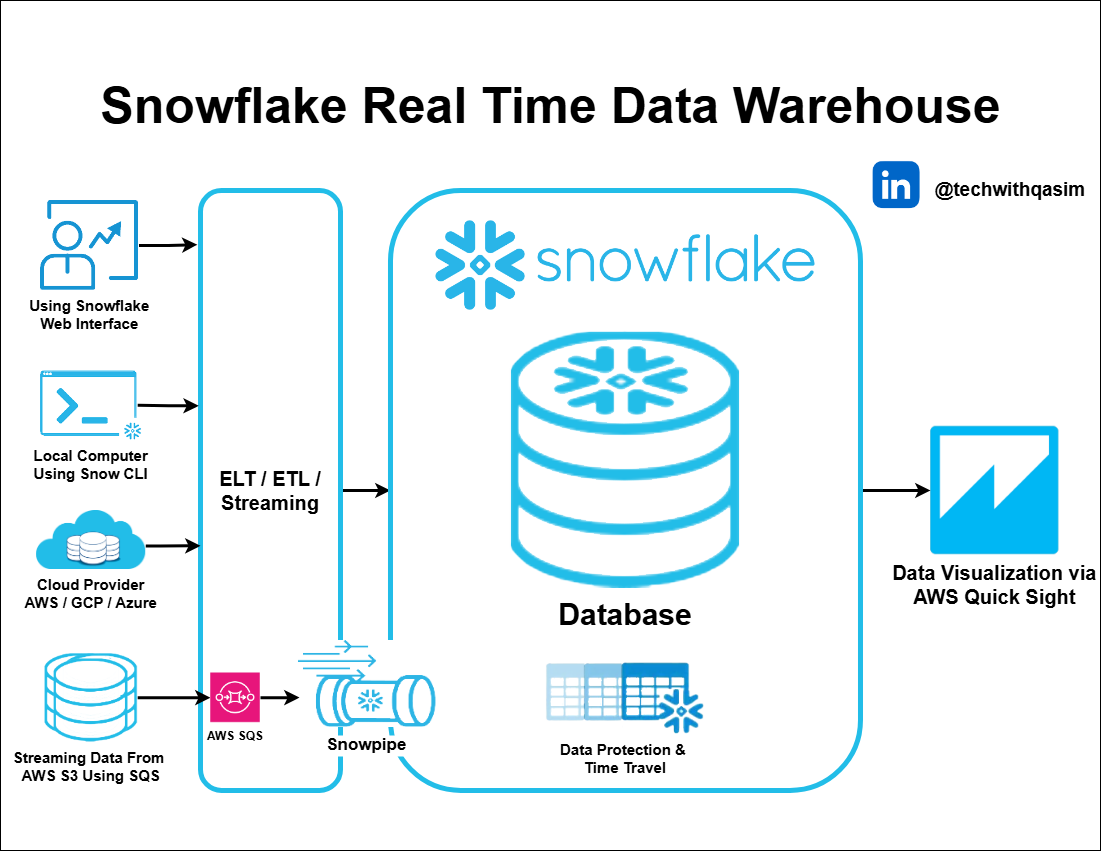 Snowflake Real Time Data Warehouse
in
@techwithqasim
Using Snowflake
Web Interface
Local Computer
Using Snow CLI
Cloud Provider
AWS / GCP / Azure
Streaming Data From
AWS S3 Using SQS
ELT / ETL /
Streaming
AWS SQS
Snowpipe
snowflake
Database
Data Protection &
Time Travel
Data Visualization via
AWS Quick Sight